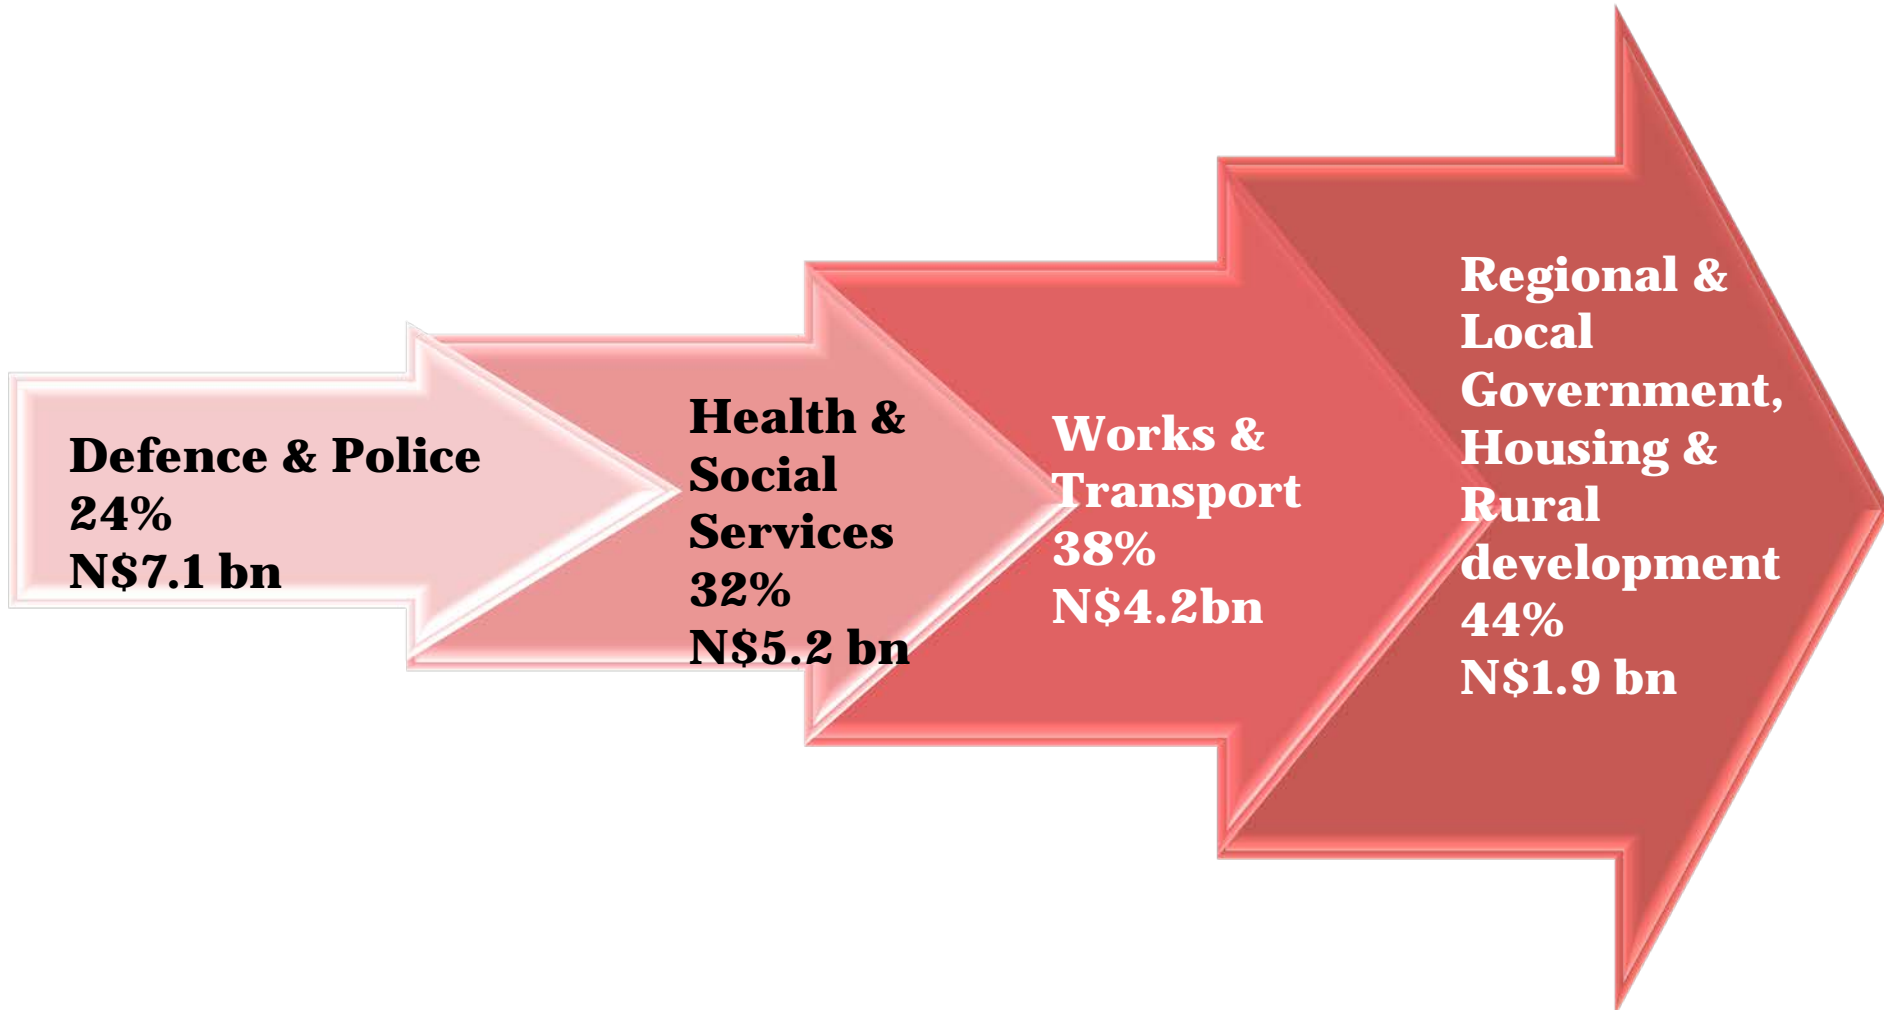 Defence & Police
24%
N$7.1 bn
Health &
Social
Services
32%
N$5.2 bn
Works &
Transport
38%
N$4.2bn
Regional &
Local
Government,
Housing &
Rural
development
44%
N$1.9 bn